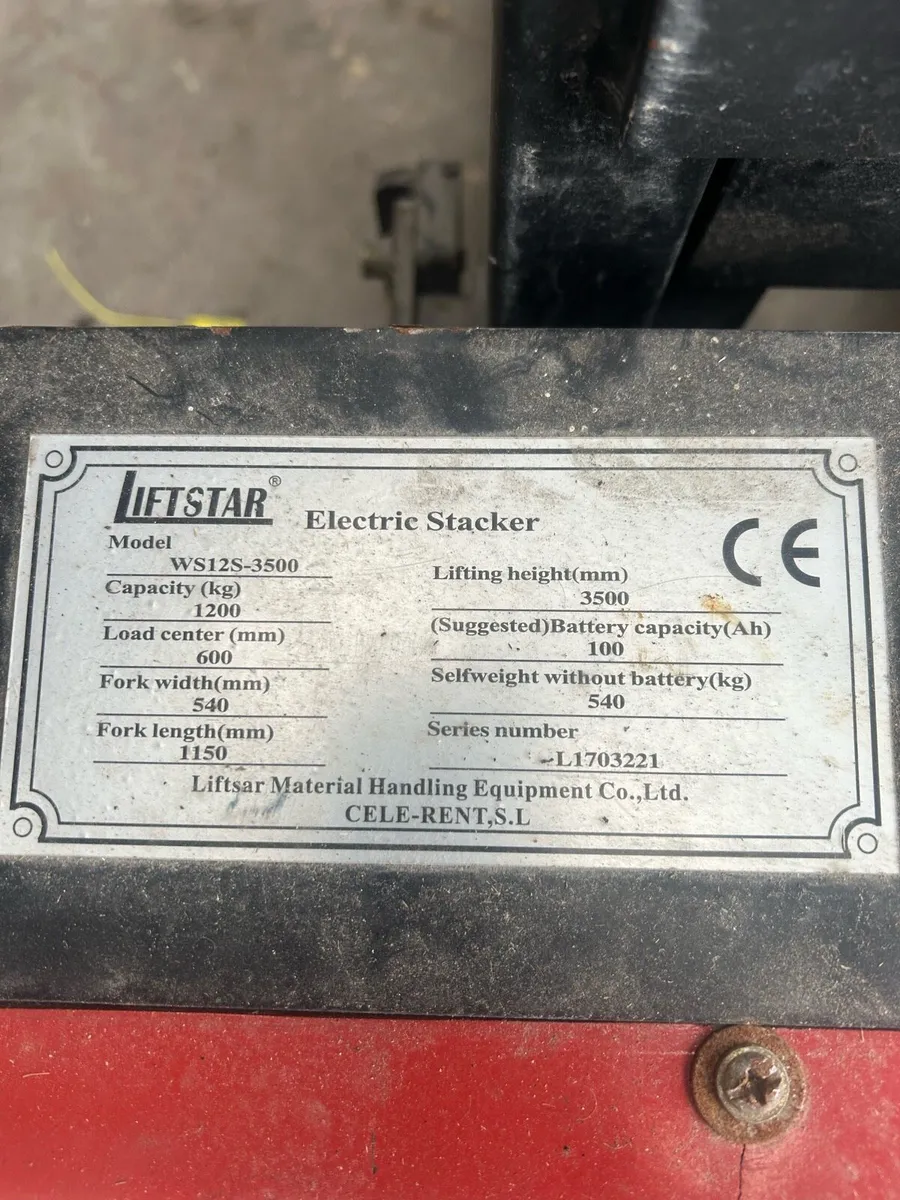 LIFTSTAR®
Electric Stacker
CE
Model
WS12S-3500
Capacity (kg)
1200
Load center (mm)
600
Fork width(mm)
540
Fork length(mm)
1150
Lifting height(mm)
3500
(Suggested)Battery capacity(Ah)
100
Selfweight without battery(kg)
540
Series number
L1703221
Liftsar Material Handling Equipment Co.,Ltd.
CELE-RENT,S.L